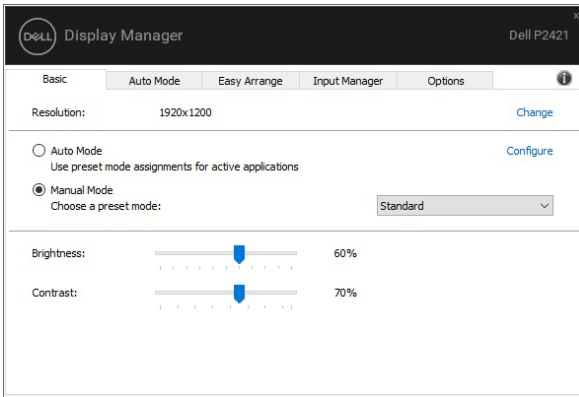 DELL Display Manager Dell P2421
Basic Auto Mode Easy Arrange Input Manager Options
Resolution: 1920x1200 Change
Auto Mode Configure
Use preset mode assignments for active applications
Manual Mode
Choose a preset mode: Standard
Brightness: 60%
Contrast: 70%